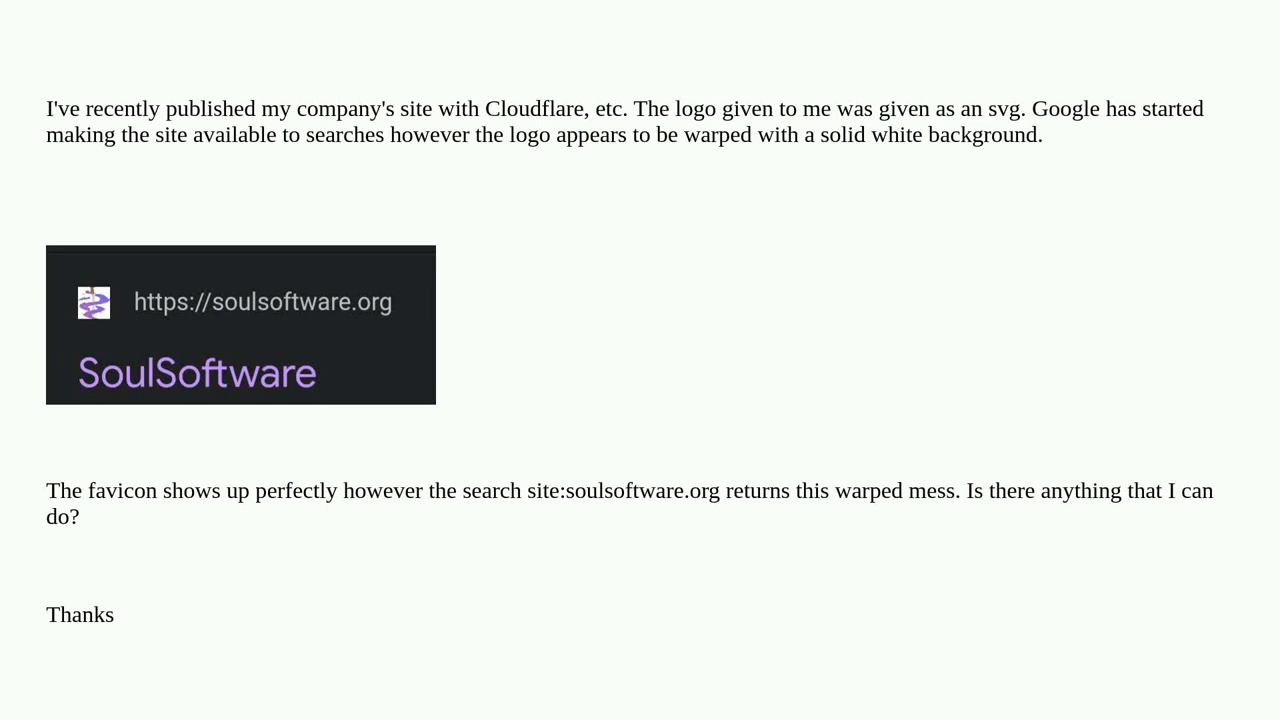 I've recently published my company's site with Cloudflare, etc. The logo given to me was given as an svg. Google has started
making the site available to searches however the logo appears to be warped with a solid white background.
https://soulsoftware.org
SoulSoftware
The favicon shows up perfectly however the search site:soulsoftware.org returns this warped mess. Is there anything that I can
do?
Thanks